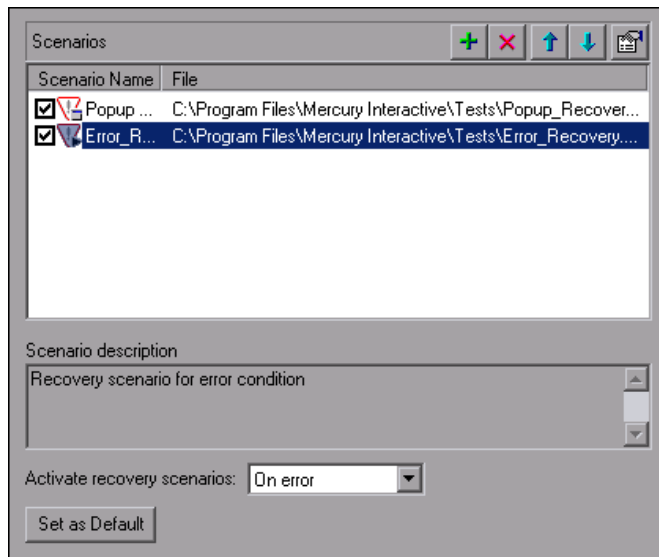 Scenarios
Scenario Name File
Popup ... C:\Program Files\Mercury Interactive\Tests\Popup_Recover...
Error_R... C:\Program Files\Mercury Interactive\Tests\Error_Recovery....
Scenario description
Recovery scenario for error condition
Activate recovery scenarios: On error
Set as Default